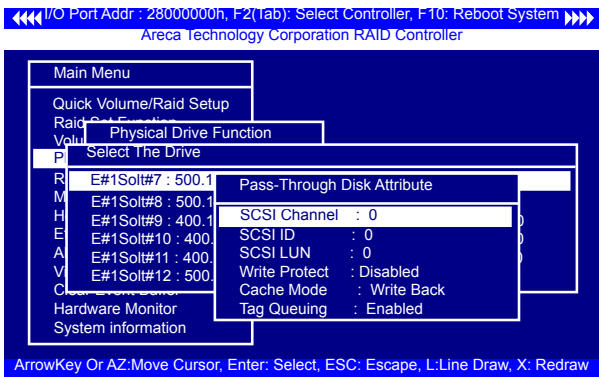 I/O Port Addr : 28000000h, F2(Tab): Select Controller, F10: Reboot System
Areca Technology Corporation RAID Controller
Main Menu
Quick Volume/Raid Setup
Raid
Physical Drive Function
Select The Drive
E#1Solt#7 : 500.1
E#1Solt#8 : 500.1
E#1Solt#9 : 400.1
E#1Solt#10 : 400.
E#1Solt#11 : 400.
E#1Solt#12 : 500.
Pass-Through Disk Attribute
SCSI Channel : 0
SCSI ID : 0
SCSI LUN : 0
Write Protect : Disabled
Cache Mode : Write Back
Tag Queuing : Enabled
Hardware Monitor
System information
ArrowKey Or AZ:Move Cursor, Enter: Select, ESC: Escape, L:Line Draw, X: Redraw